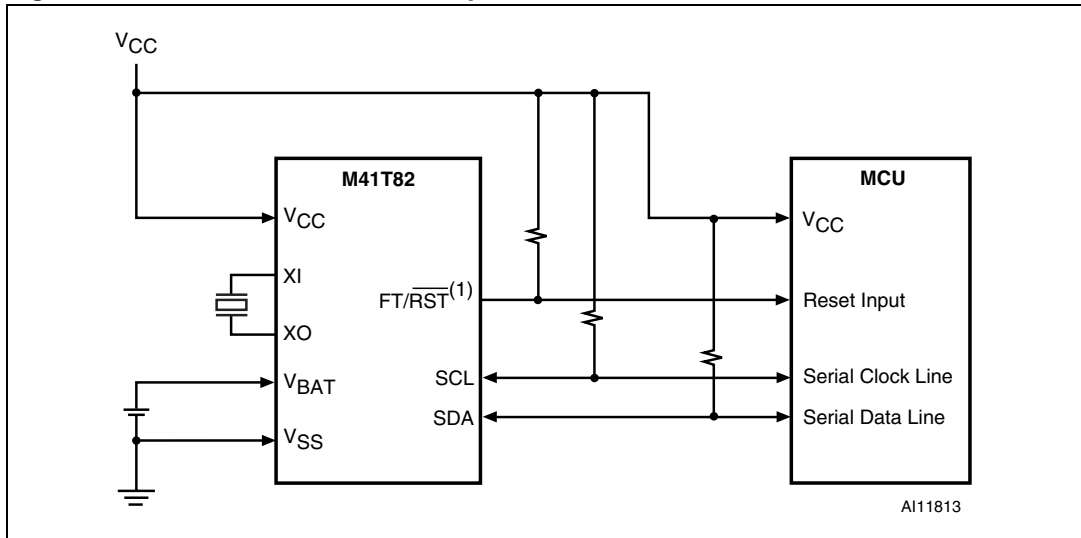 VCC
M41T82
MCU
VCC
VCC
XI
FT/RST(1)
Reset Input
XO
VBAT
SCL
Serial Clock Line
SDA
Serial Data Line
VSS
AI11813